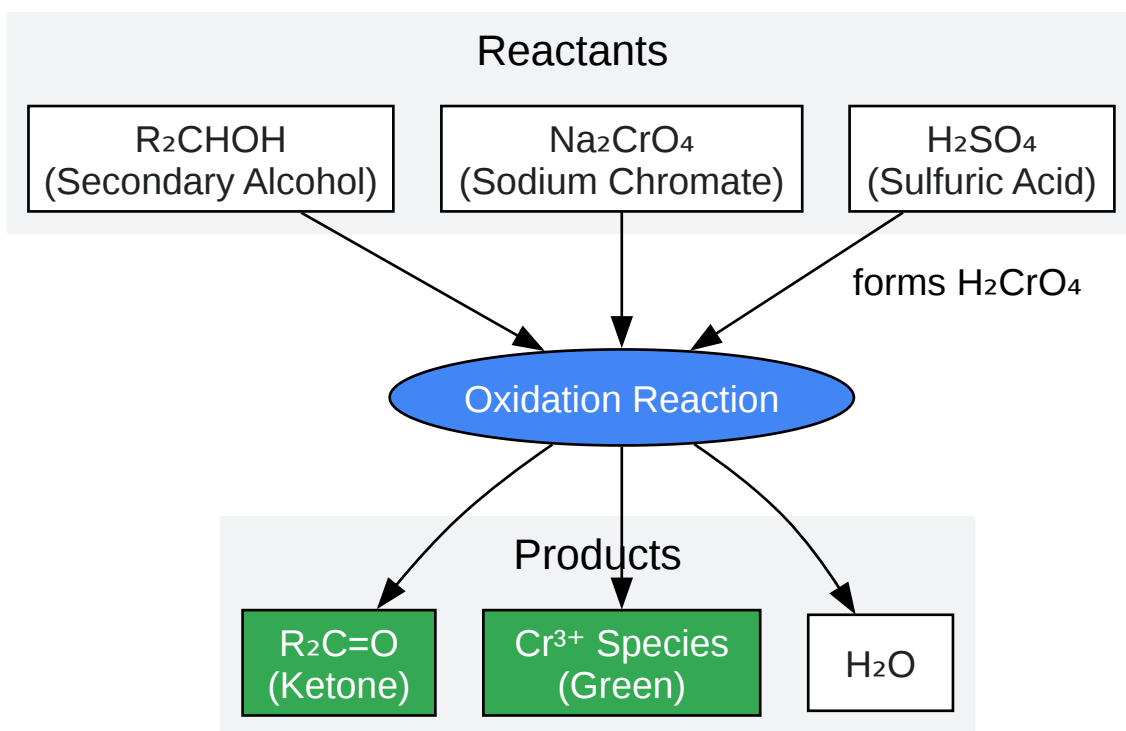 Reactants
R₂CHOH
(Secondary Alcohol)
Na₂CrO₄
(Sodium Chromate)
H₂SO₄
(Sulfuric Acid)
forms H₂CrO₄
Oxidation Reaction
Products
R₂C=O
(Ketone)
Cr³⁺ Species
(Green)
H₂O